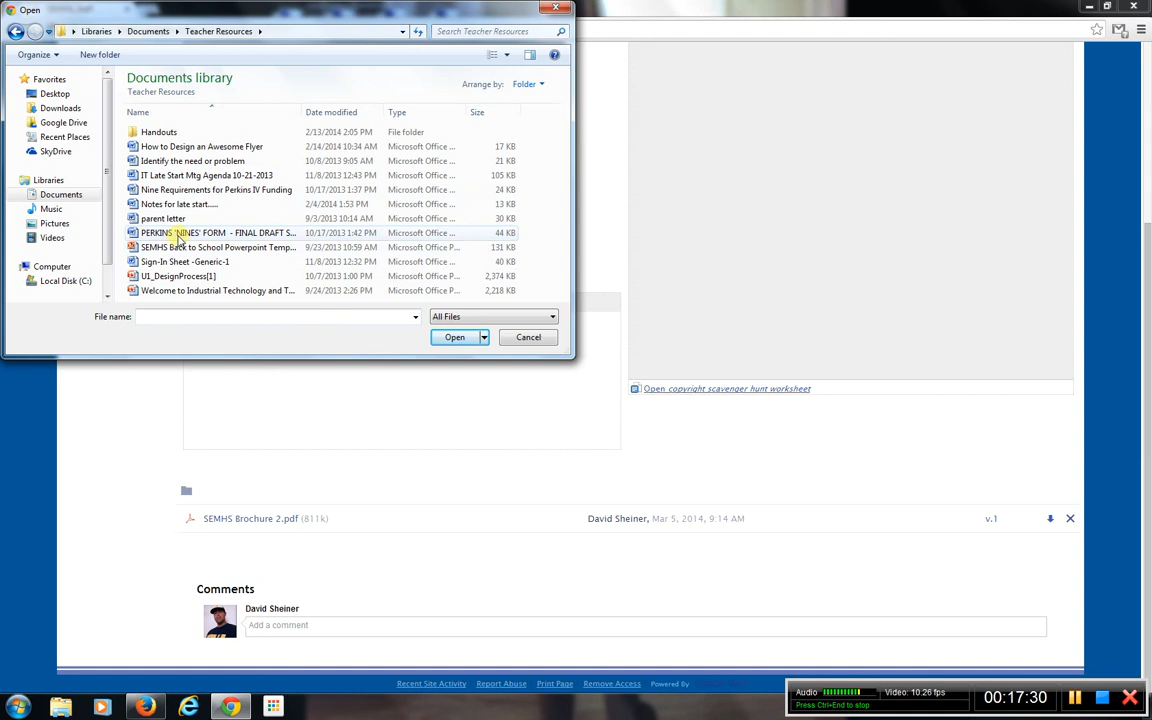 Open
Libraries Documents Teacher Resources
Search Teacher Resources
Organize New folder
Favorites
Desktop
Downloads
Google Drive
Recent Places
SkyDrive
Libraries
Documents
Music
Pictures
Videos
Computer
Local Disk (C:)
Documents library
Teacher Resources
Arrange by: Folder
Name Date modified Type Size
Handouts 2/13/2014 2:05 PM File folder
How to Design an Awesome Flyer 2/14/2014 10:34 AM Microsoft Office ... 17 KB
Identify the need or problem 10/8/2013 9:05 AM Microsoft Office ... 21 KB
IT Late Start Mtg Agenda 10-21-2013 11/8/2013 12:43 PM Microsoft Office ... 105 KB
Nine Requirements for Perkins IV Funding 10/17/2013 1:37 PM Microsoft Office ... 24 KB
Notes for late start..... 2/4/2014 1:53 PM Microsoft Office ... 13 KB
parent letter 9/3/2013 10:14 AM Microsoft Office ... 30 KB
PERKINS 'NINES' FORM - FINAL DRAFT S... 10/17/2013 1:42 PM Microsoft Office ... 44 KB
SEMHS Back to School Powerpoint Temp... 9/23/2013 10:59 AM Microsoft Office P... 131 KB
Sign-In Sheet -Generic-1 11/8/2013 12:32 PM Microsoft Office ... 40 KB
U1_DesignProcess[1] 10/7/2013 1:00 PM Microsoft Office P... 2,374 KB
Welcome to Industrial Technology and T... 9/24/2013 2:26 PM Microsoft Office P... 2,218 KB
File name: All Files
Open Cancel
Open copyright scavenger hunt worksheet
SEMHS Brochure 2.pdf (811k) David Sheiner, Mar 5, 2014, 9:14 AM v.1
Comments
David Sheiner
Add a comment
Recent Site Activity Report Abuse Print Page Remove Access Powered By
Audio Video: 10.26 fps
Press Ctrl+End to stop
00:17:30